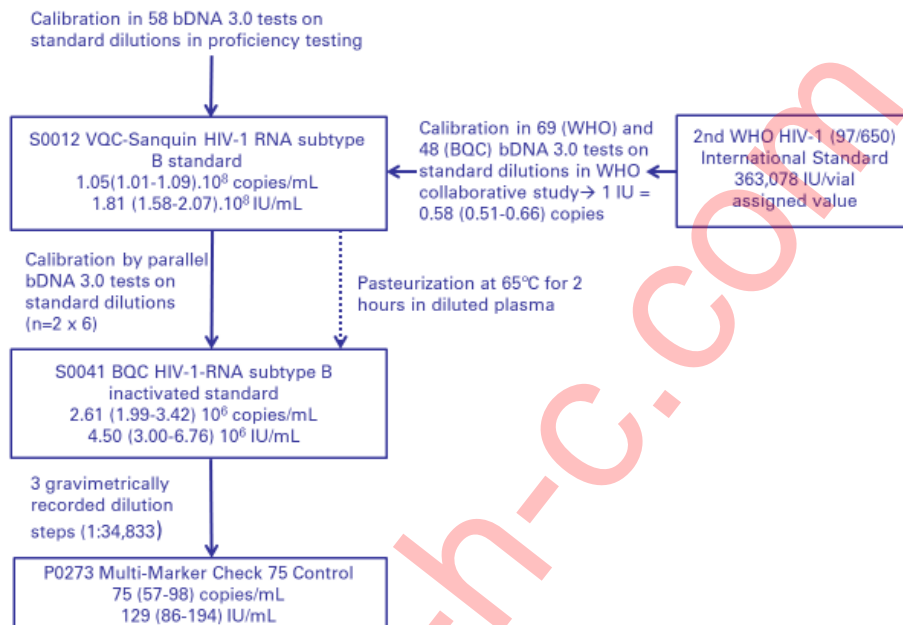 Calibration in 58 bDNA 3.0 tests on
standard dilutions in proficiency testing
S0012 VQC-Sanquin HIV-1 RNA subtype
B standard
1.05(1.01-1.09).10⁸ copies/mL
1.81 (1.58-2.07).10⁸ IU/mL
Calibration in 69 (WHO) and
48 (BQC) bDNA 3.0 tests on
standard dilutions in WHO
collaborative study→ 1 IU =
0.58 (0.51-0.66) copies
2nd WHO HIV-1 (97/650)
International Standard
363,078 IU/vial
assigned value
Calibration by parallel
bDNA 3.0 tests on
standard dilutions
(n=2 x 6)
Pasteurization at 65°C for 2
hours in diluted plasma
S0041 BQC HIV-1-RNA subtype B
inactivated standard
2.61 (1.99-3.42) 10⁶ copies/mL
4.50 (3.00-6.76) 10⁶ IU/mL
3 gravimetrically
recorded dilution
steps (1:34,833)
P0273 Multi-Marker Check 75 Control
75 (57-98) copies/mL
129 (86-194) IU/mL
h-c.com